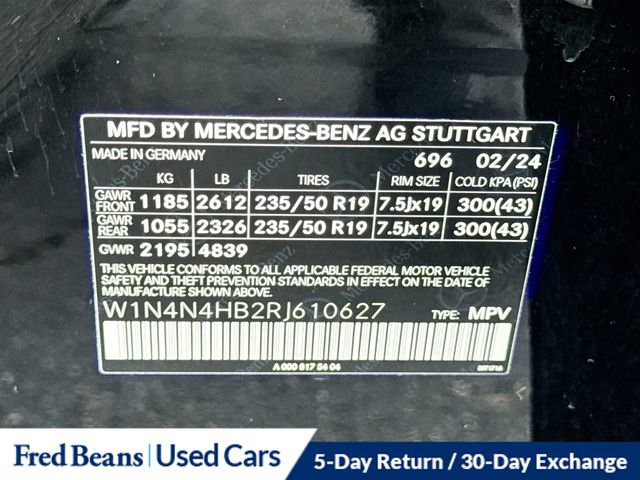 MFD BY MERCEDES-BENZ AG STUTTGART
MADE IN GERMANY 696 02/24
KG LB TIRES RIM SIZE COLD KPA (PSI)
GAWR FRONT 1185 2612 235/50 R19 7.5Jx19 300(43)
GAWR REAR 1055 2326 235/50 R19 7.5Jx19 300(43)
GVWR 2195 4839
THIS VEHICLE CONFORMS TO ALL APPLICABLE FEDERAL MOTOR VEHICLE
SAFETY, BUMPER, AND THEFT PREVENTION STANDARDS
IN EFFECT ON THE DATE OF MANUFACTURE SHOWN ABOVE.
W1N4N4HB2RJ610627 TYPE: MPV
A 000 817 54 04
Fred Beans Used Cars 5-Day Return / 30-Day Exchange